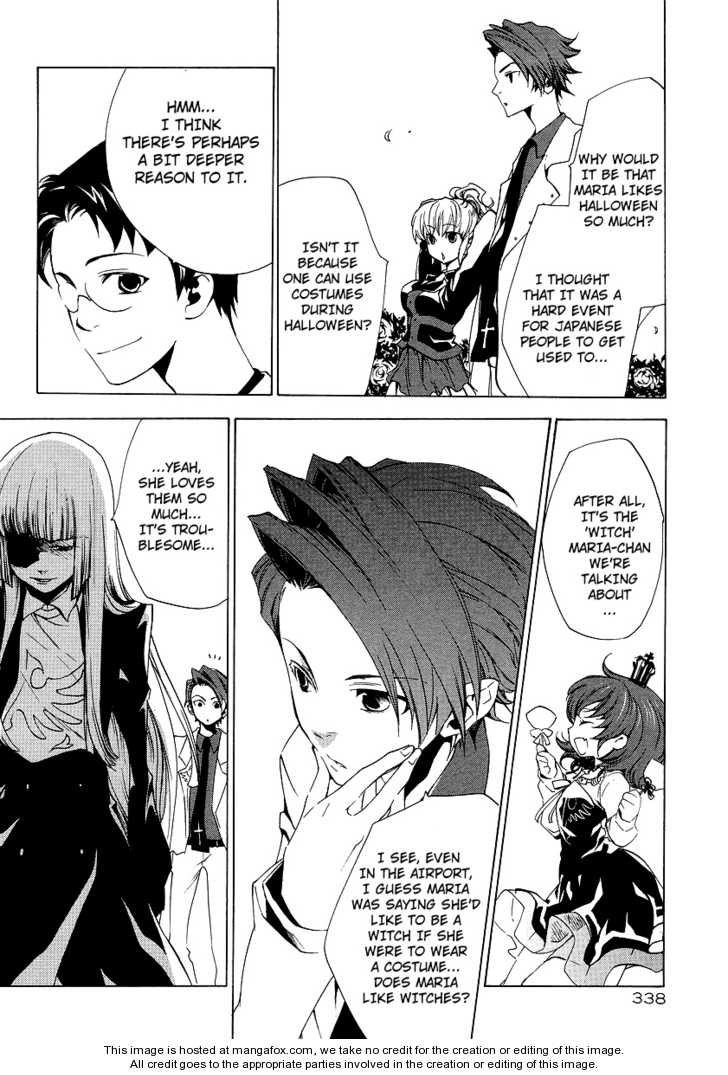 WHY WOULD
IT BE THAT
MARIA LIKES
HALLOWEEN
SO MUCH?
I THOUGHT
THAT IT WAS A
HARD EVENT
FOR JAPANESE
PEOPLE TO GET
USED TO...
ISN'T IT
BECAUSE
ONE CAN USE
COSTUMES
DURING
HALLOWEEN?
HMM...
I THINK
THERE'S PERHAPS
A BIT DEEPER
REASON TO IT.
AFTER ALL,
IT'S THE
'WITCH'
MARIA-CHAN
WE'RE
TALKING
ABOUT
...
I SEE, EVEN
IN THE AIRPORT,
I GUESS MARIA
WAS SAYING SHE'D
LIKE TO BE A
WITCH IF SHE
WERE TO WEAR
A COSTUME...
DOES MARIA
LIKE WITCHES?
...YEAH,
SHE LOVES
THEM SO
MUCH...
IT'S TROU-
BLESOME...
338
This image is hosted at mangafox.com, we take no credit for the creation or editing of this image.
All credit goes to the appropriate parties involved in the creation or editing of this image.